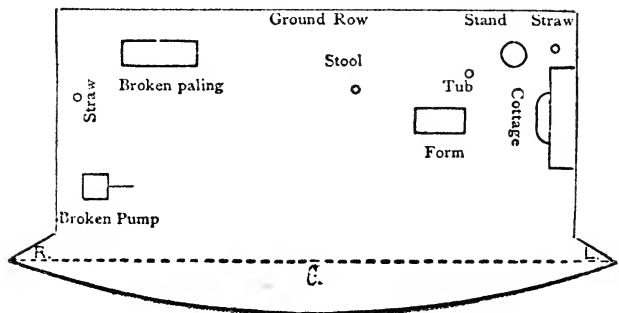 Ground Row
Stand
Straw
Stool
Broken paling
Tub
Straw
Cottage
Form
Broken Pump
R.
L.
C.